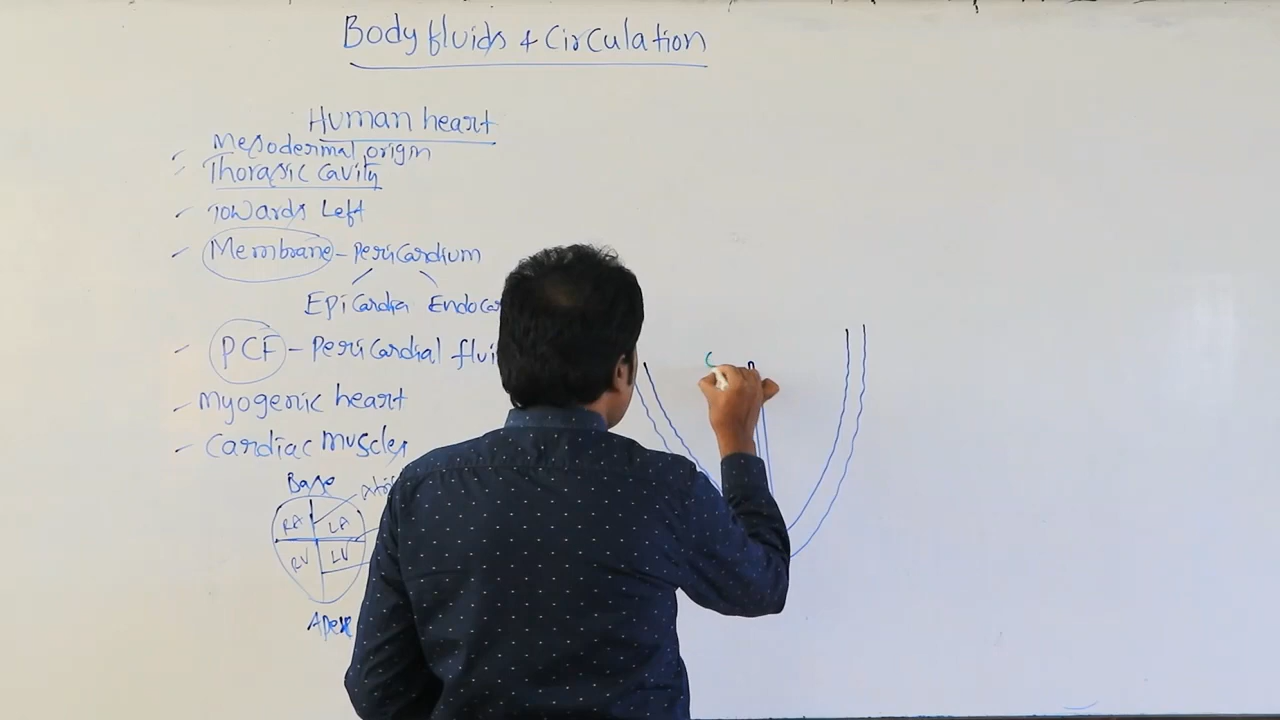 Body fluids & Circulation
Human heart
Mesodermal origin
Thorasic cavity
Towards Left
Membrane - Pericardium
Epicardia
PCF - Pericardial
Myogenic heart
Cardiac muscles
Base
RA LA
RV LV
Apex